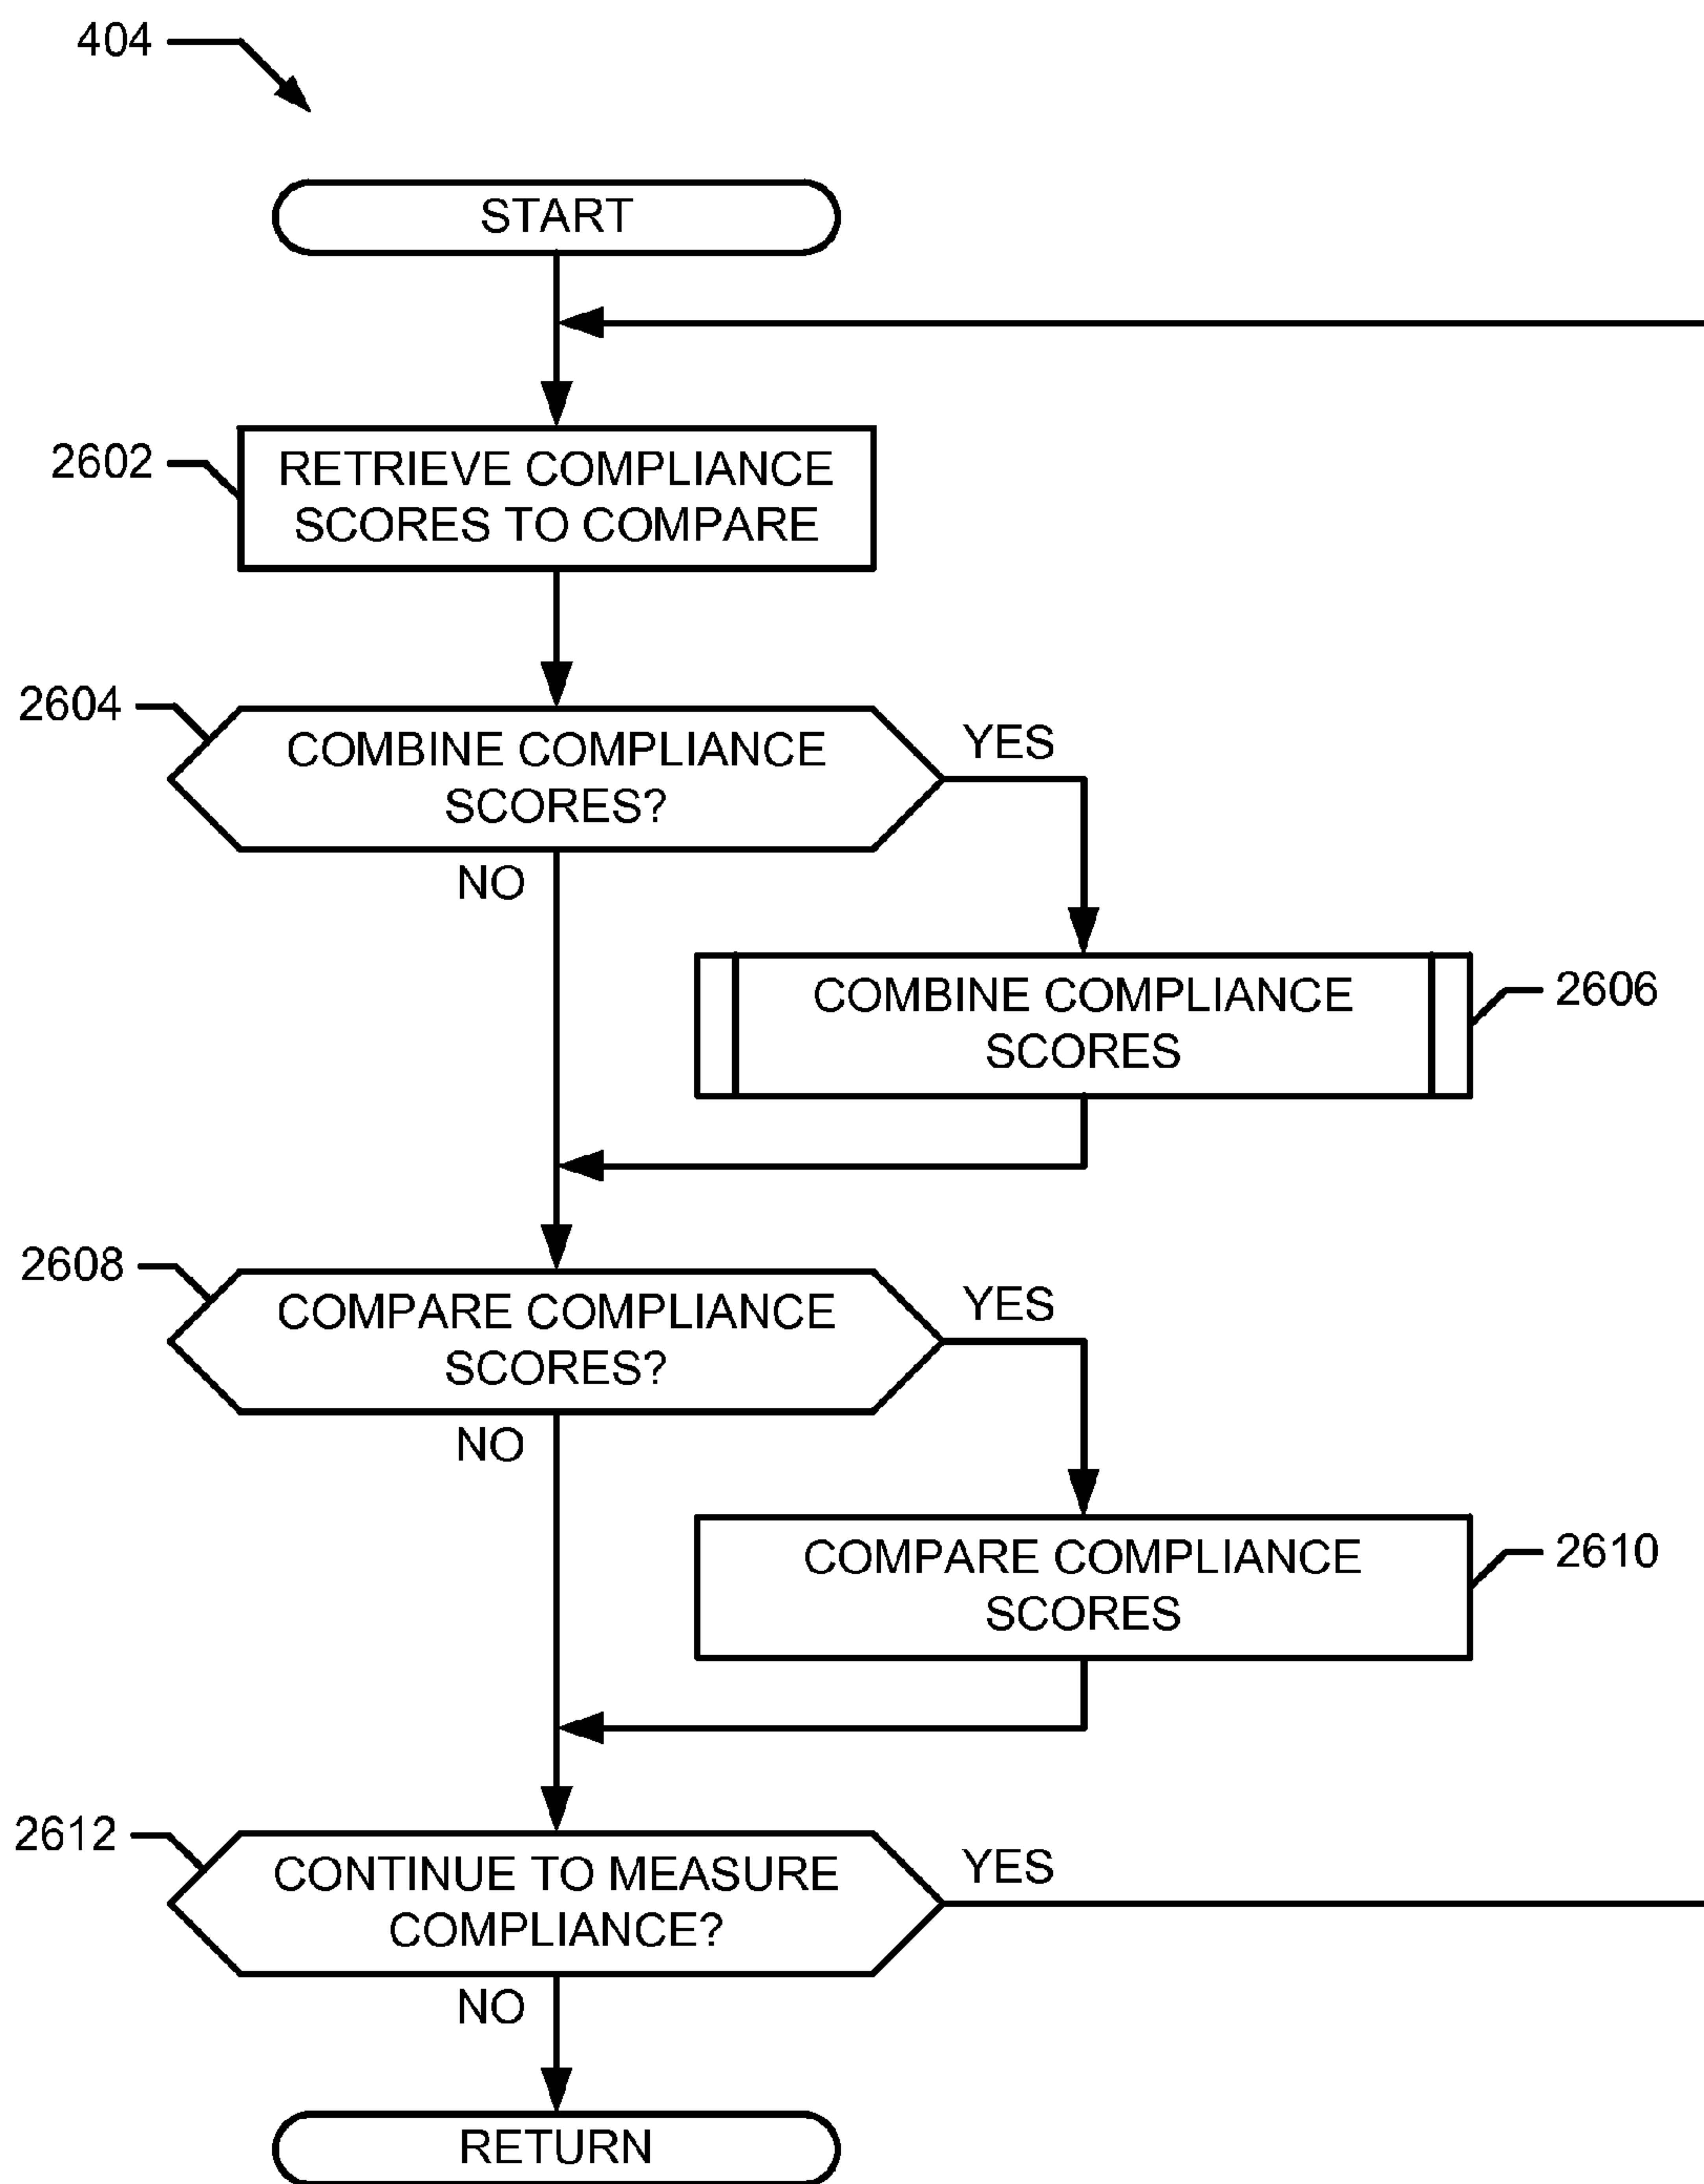 404
START
2602
RETRIEVE COMPLIANCE
SCORES TO COMPARE
2604
COMBINE COMPLIANCE
SCORES?
YES
NO
COMBINE COMPLIANCE
SCORES
2606
2608
COMPARE COMPLIANCE
SCORES?
YES
NO
COMPARE COMPLIANCE
SCORES
2610
2612
CONTINUE TO MEASURE
COMPLIANCE?
YES
NO
RETURN